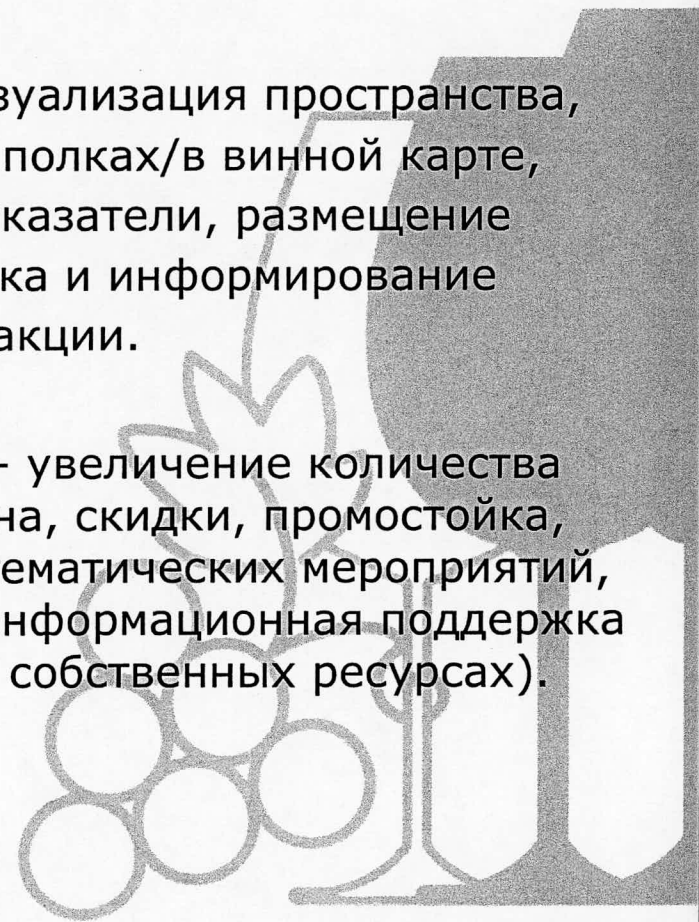 зуализация пространства,
полках/в винной карте,
казатели, размещение
ка и информирование
акции.
- увеличение количества
на, скидки, промостойка,
ематических мероприятий,
нформационная поддержка
собственных ресурсах).